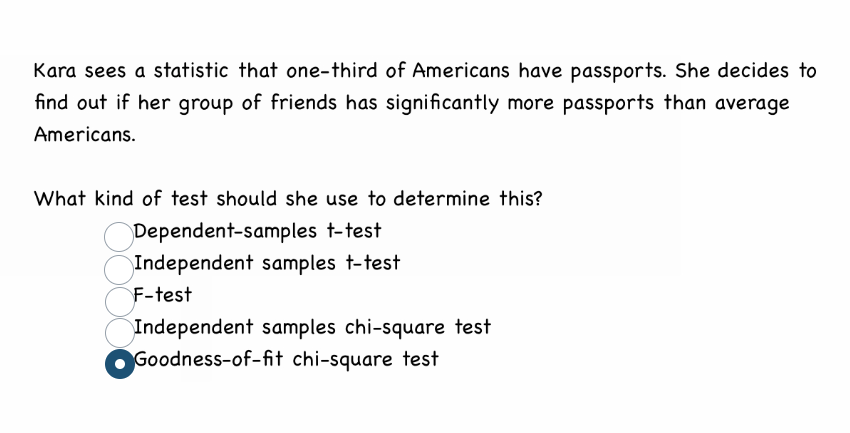 Kara sees a statistic that one-third of Americans have passports. She decides to
find out if her group of friends has significantly more passports than average
Americans.
What kind of test should she use to determine this?
Dependent-samples t-test
Independent samples t-test
F-test
Independent samples chi-square test
Goodness-of-fit chi-square test